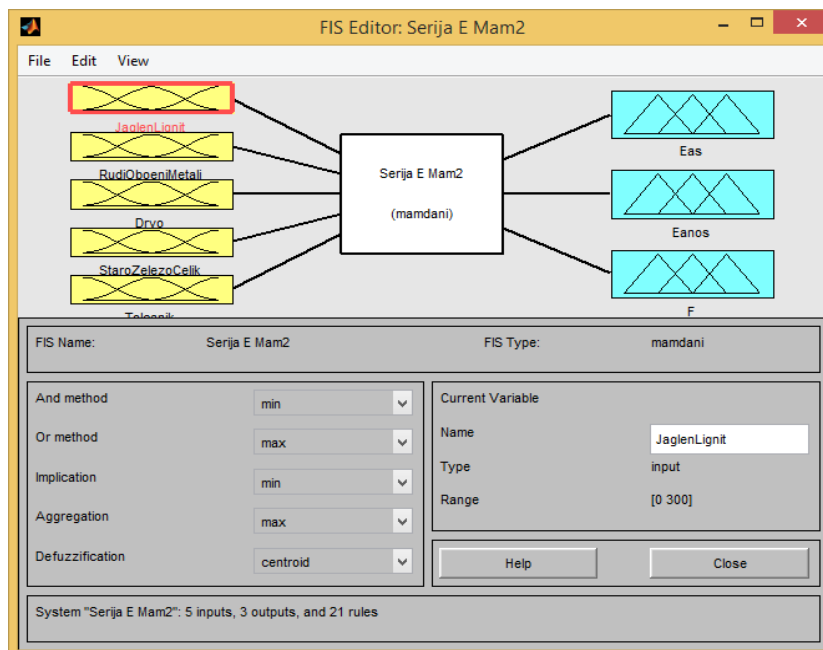 FIS Editor: Serija E Mam2
File Edit View
JaglenLignit
RudiOboeniMetali
Drvo
StaroZelezoCelik
Serija E Mam2
(mamdani)
Eas
Eanos
F
FIS Name: Serija E Mam2 FIS Type: mamdani
And method min
Or method max
Implication min
Aggregation max
Defuzzification centroid
Current Variable
Name JaglenLignit
Type input
Range [0 300]
Help Close
System "Serija E Mam2": 5 inputs, 3 outputs, and 21 rules